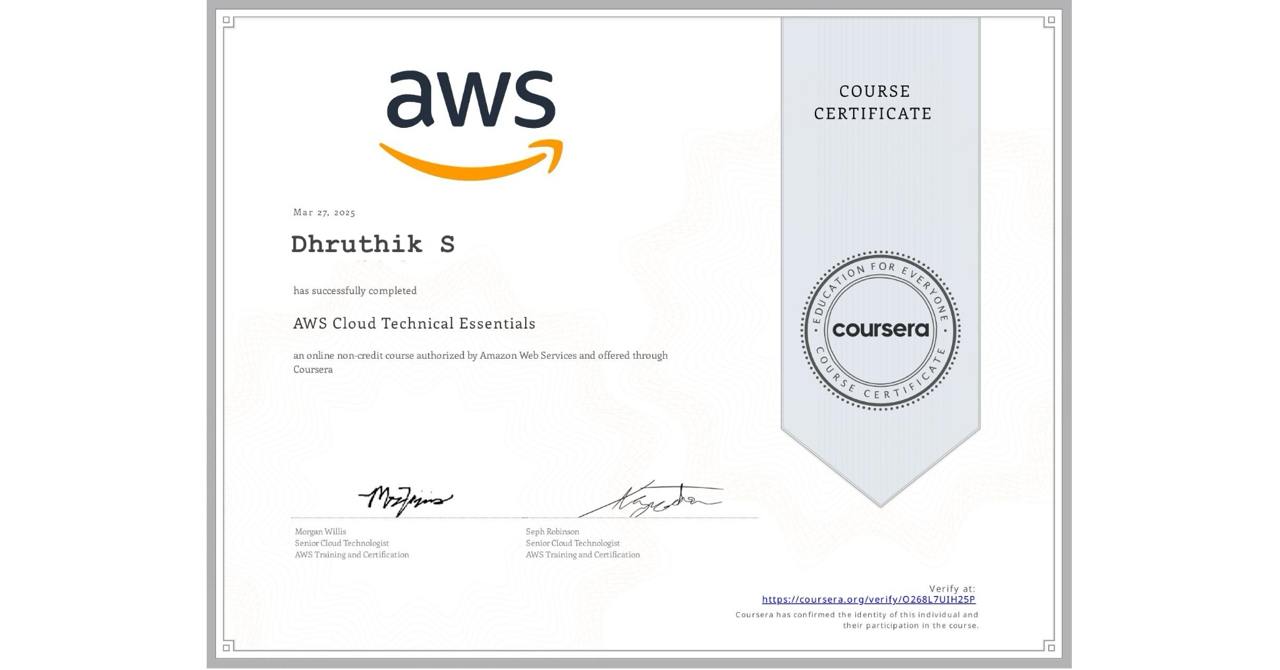 aws
COURSE
CERTIFICATE
Mar 27, 2025
Dhruthik S
has successfully completed
AWS Cloud Technical Essentials
an online non-credit course authorized by Amazon Web Services and offered through
Coursera
EDUCATION FOR EVERYONE
coursera
COURSE CERTIFICATE
Morgan Willis
Senior Cloud Technologist
AWS Training and Certification
Seph Robinson
Senior Cloud Technologist
AWS Training and Certification
Verify at:
https://coursera.org/verify/O268L7UIH25P
Coursera has confirmed the identity of this individual and
their participation in the course.